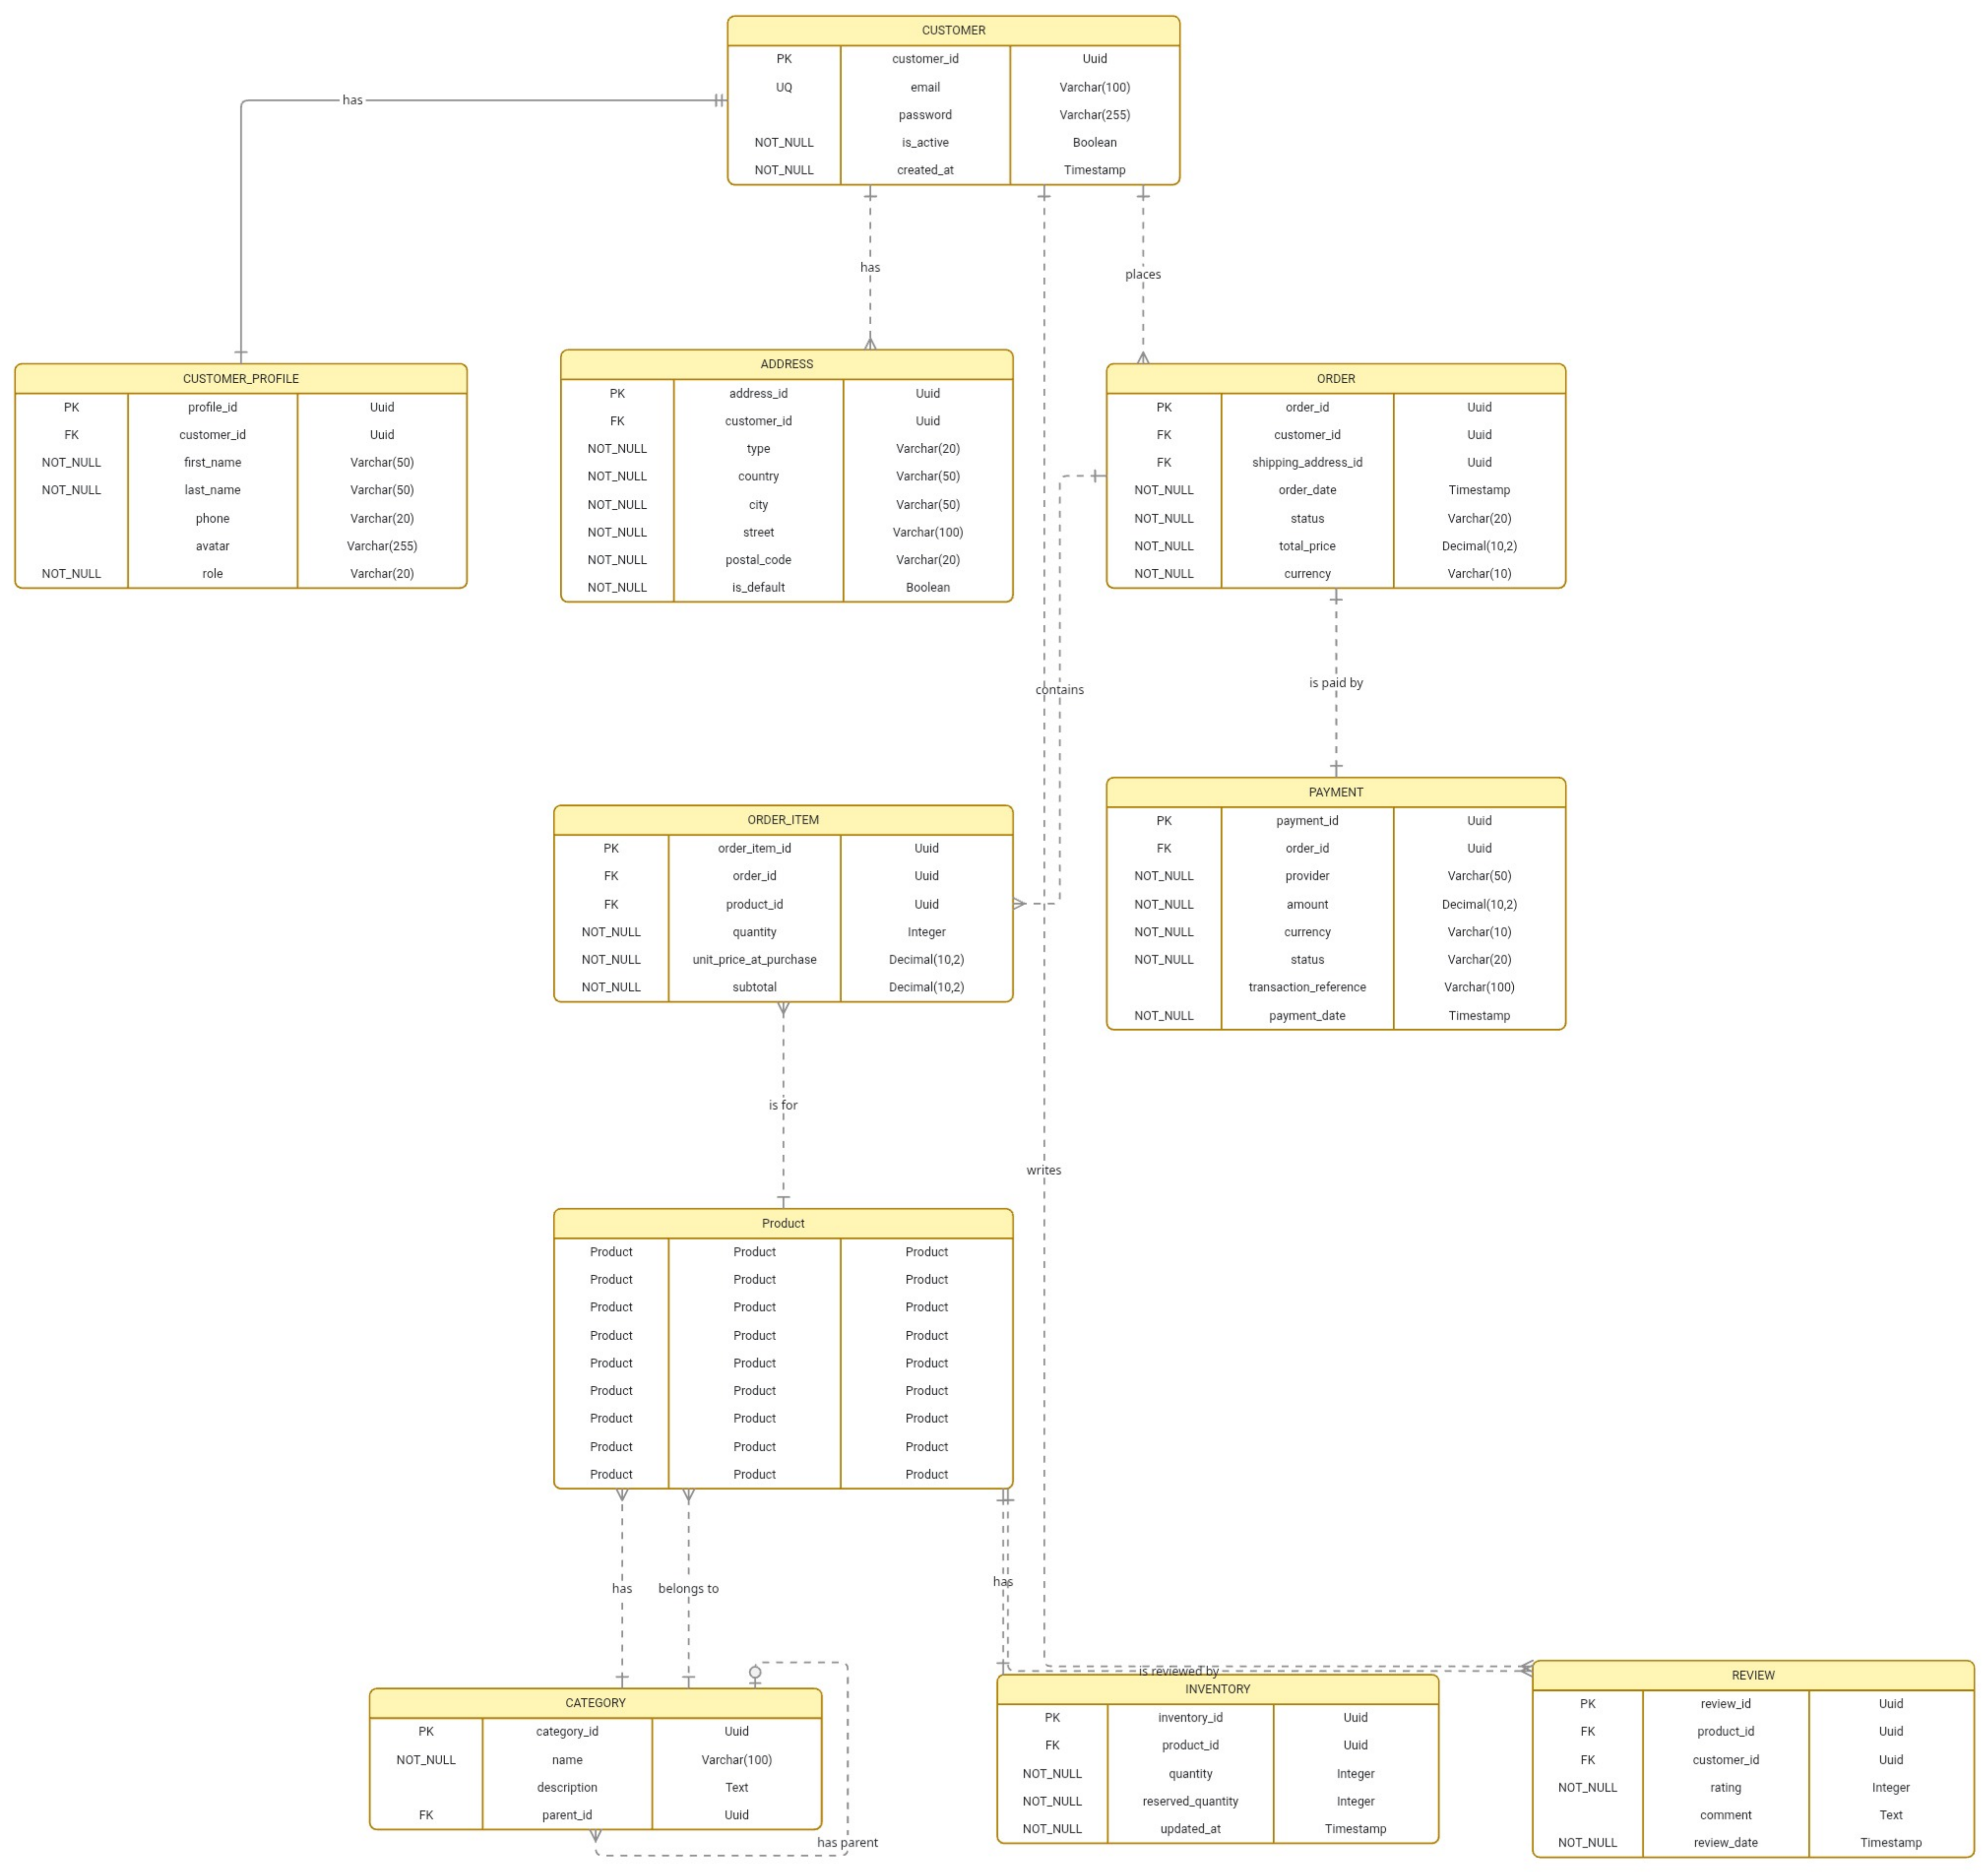 CUSTOMER
PK customer_id Uuid
UQ email Varchar(100)
password Varchar(255)
NOT_NULL is_active Boolean
NOT_NULL created_at Timestamp
has
has
places
CUSTOMER_PROFILE
PK profile_id Uuid
FK customer_id Uuid
NOT_NULL first_name Varchar(50)
NOT_NULL last_name Varchar(50)
phone Varchar(20)
avatar Varchar(255)
NOT_NULL role Varchar(20)
ADDRESS
PK address_id Uuid
FK customer_id Uuid
NOT_NULL type Varchar(20)
NOT_NULL country Varchar(50)
NOT_NULL city Varchar(50)
NOT_NULL street Varchar(100)
NOT_NULL postal_code Varchar(20)
NOT_NULL is_default Boolean
ORDER
PK order_id Uuid
FK customer_id Uuid
FK shipping_address_id Uuid
NOT_NULL order_date Timestamp
NOT_NULL status Varchar(20)
NOT_NULL total_price Decimal(10,2)
NOT_NULL currency Varchar(10)
contains
is paid by
ORDER_ITEM
PK order_item_id Uuid
FK order_id Uuid
FK product_id Uuid
NOT_NULL quantity Integer
NOT_NULL unit_price_at_purchase Decimal(10,2)
NOT_NULL subtotal Decimal(10,2)
PAYMENT
PK payment_id Uuid
FK order_id Uuid
NOT_NULL provider Varchar(50)
NOT_NULL amount Decimal(10,2)
NOT_NULL currency Varchar(10)
NOT_NULL status Varchar(20)
transaction_reference Varchar(100)
NOT_NULL payment_date Timestamp
is for
writes
Product
Product Product Product
Product Product Product
Product Product Product
Product Product Product
Product Product Product
Product Product Product
Product Product Product
Product Product Product
Product Product Product
has
belongs to
has
is reviewed by
CATEGORY
PK category_id Uuid
NOT_NULL name Varchar(100)
description Text
FK parent_id Uuid
has parent
INVENTORY
PK inventory_id Uuid
FK product_id Uuid
NOT_NULL quantity Integer
NOT_NULL reserved_quantity Integer
NOT_NULL updated_at Timestamp
REVIEW
PK review_id Uuid
FK product_id Uuid
FK customer_id Uuid
NOT_NULL rating Integer
comment Text
NOT_NULL review_date Timestamp